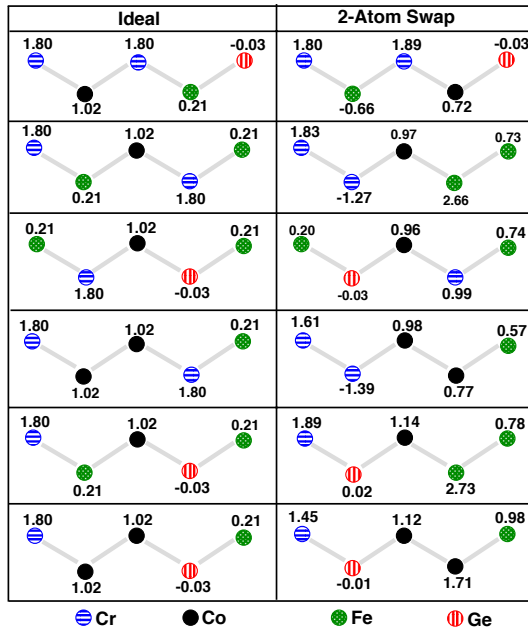 Ideal 2-Atom Swap
1.80 1.80 -0.03 1.80 1.89 -0.03
1.02 0.21 -0.66 0.72
1.80 1.02 0.21 1.83 0.97 0.73
0.21 1.80 -1.27 2.66
0.21 1.02 0.21 0.20 0.96 0.74
1.80 -0.03 -0.03 0.99
1.80 1.02 0.21 1.61 0.98 0.57
1.02 1.80 -1.39 0.77
1.80 1.02 0.21 1.89 1.14 0.78
0.21 -0.03 0.02 2.73
1.80 1.02 0.21 1.45 1.12 0.98
1.02 -0.03 -0.01 1.71
Cr Co Fe Ge